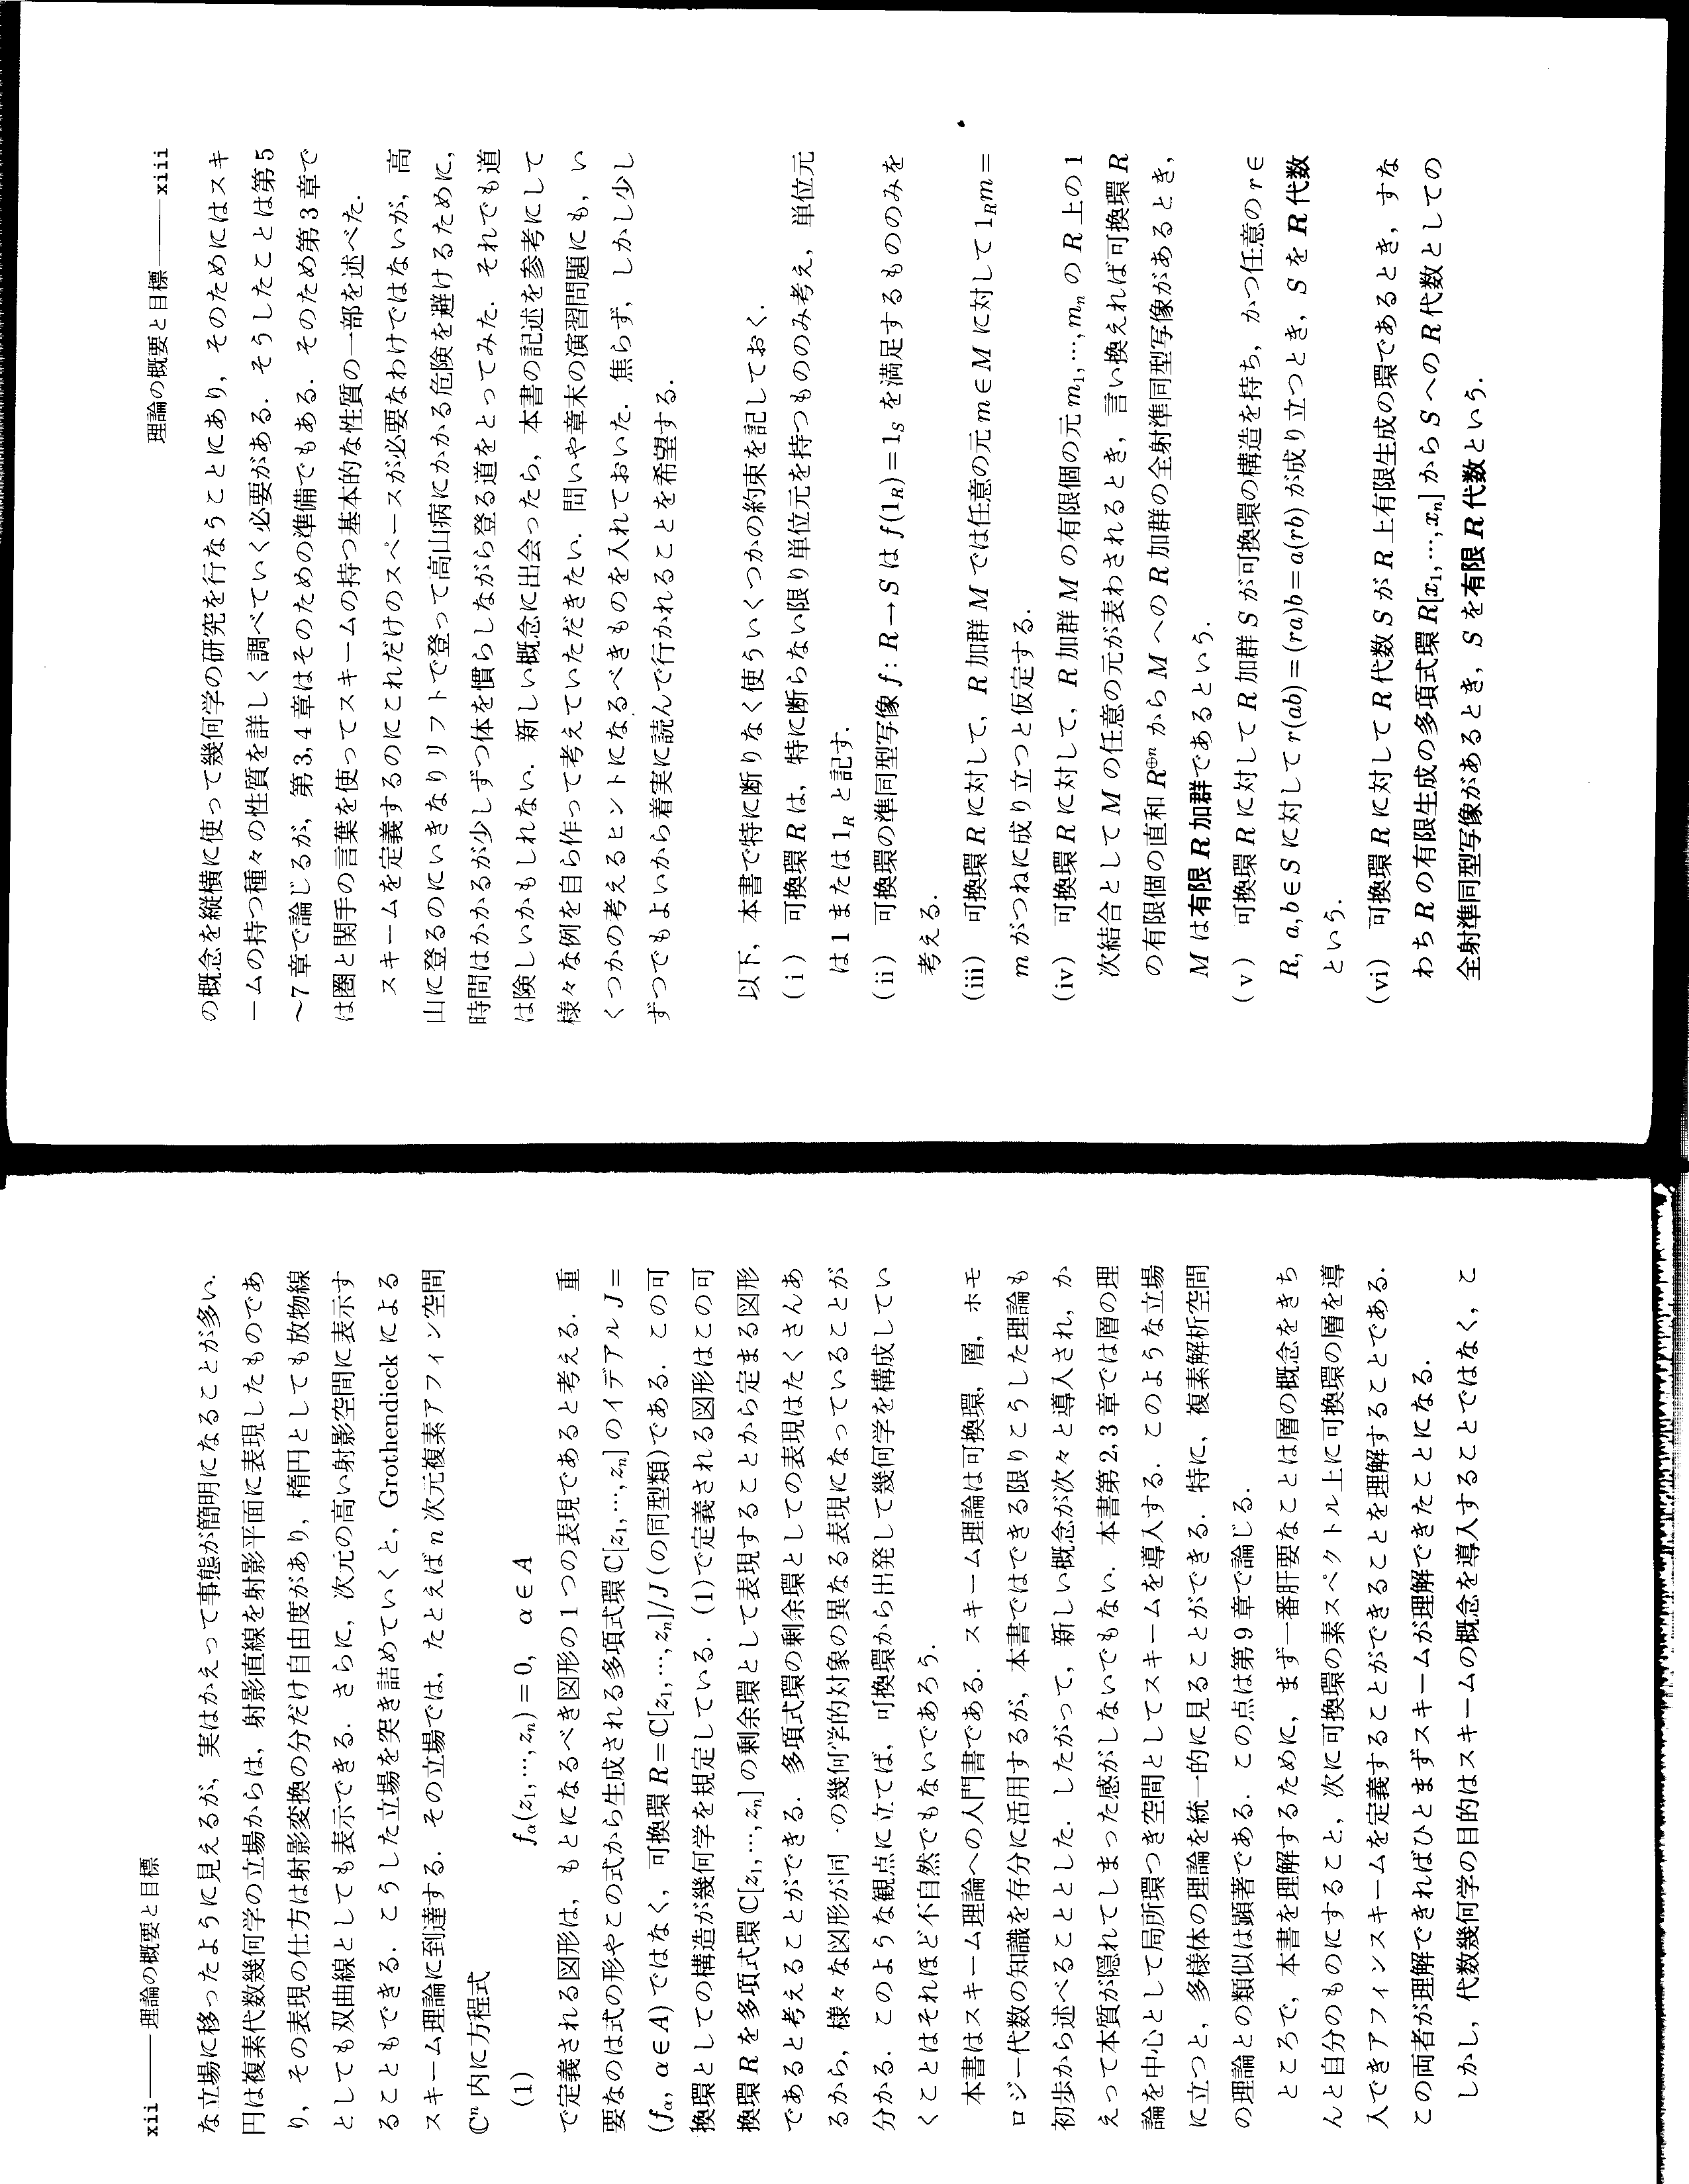 xii——理論の概要と目標
な立場に移ったように見えるが，実はかえって事態が簡明になることが多い．
円は複素代数幾何学の立場からは，射影直線を射影平面に表現したものであ
り，その表現の仕方は射影変換の分だけ自由度があり，楕円としても放物線
としても双曲線としても表示できる．さらに，次元の高い射影空間に表示す
ることもできる．こうした立場を突き詰めていくと，Grothendieck による
スキーム理論に到達する．その立場では，たとえば n 次元複素アフィン空間
ℂⁿ 内に方程式
(1) f_α(z₁,⋯,z_n)=0, α∈A
で定義される図形は，もとになるべき図形の1つの表現であると考える．重
要なのは式の形やこの式から生成される多項式環 ℂ[z₁,⋯,z_n] のイデアル J=
(f_α, α∈A) ではなく，可換環 R=ℂ[z₁,⋯,z_n]/J (の同型類)である．この可
換環としての構造が幾何学を規定している．(1)で定義される図形はこの可
換環 R を多項式環 ℂ[z₁,⋯,z_n] の剰余環として表現することから定まる図形
であると考えることができる．多項式環の剰余環としての表現はたくさんあ
るから，様々な図形が同一の幾何学的対象の異なる表現になっていることが
分かる．このような観点に立てば，可換環から出発して幾何学を構成してい
くことはそれほど不自然でもないであろう．
本書はスキーム理論への入門書である．スキーム理論は可換環，層，ホモ
ロジー代数の知識を存分に活用するが，本書ではできる限りこうした理論も
初歩から述べることとした．したがって，新しい概念が次々と導入され，か
えって本質が隠れてしまった感がしないでもない．本書第2,3章では層の理
論を中心として局所環つき空間としてスキームを導入する．このような立場
に立つと，多様体の理論を統一的に見ることができる．特に，複素解析空間
の理論との類似は顕著である．この点は第9章で論じる．
ところで，本書を理解するために，まず一番肝要なことは層の概念をきち
んと自分のものにすること，次に可換環の素スペクトル上に可換環の層を導
入できアフィンスキームを定義することができることを理解することである．
この両者が理解できればひとまずスキームが理解できたことになる．
しかし，代数幾何学の目的はスキームの概念を導入することではなく，こ
理論の概要と目標——xiii
の概念を縦横に使って幾何学の研究を行なうことにあり，そのためにはスキ
ームの持つ種々の性質を詳しく調べていく必要がある．そうしたことは第5
～7章で論じるが，第3,4章はそのための準備でもある．そのため第3章で
は圏と関手の言葉を使ってスキームの持つ基本的な性質の一部を述べた．
スキームを定義するのにこれだけのスペースが必要なわけではないが，高
山に登るのにいきなりリフトで登って高山病にかかる危険を避けるために，
時間はかかるが少しずつ体を慣らしながら登る道をとってみた．それでも道
は険しいかもしれない．新しい概念に出会ったら，本書の記述を参考にして
様々な例を自ら作って考えていただきたい．問いや章末の演習問題にも，い
くつかの考えるヒントになるべきものを入れておいた．焦らず，しかし少し
ずつでもよいから着実に読んで行かれることを希望する．
以下，本書で特に断りなく使ういくつかの約束を記しておく．
(i) 可換環 R は，特に断らない限り単位元を持つもののみ考え，単位元
は 1 または 1_R と記す．
(ii) 可換環の準同型写像 f: R→S は f(1_R)=1_S を満足するもののみを
考える．
(iii) 可換環 R に対して，R 加群 M では任意の元 m∈M に対して 1_Rm=
m がつねに成り立つと仮定する．
(iv) 可換環 R に対して，R 加群 M の有限個の元 m₁,⋯,m_n の R 上の1
次結合として M の任意の元が表わされるとき，言い換えれば可換環 R
の有限個の直和 R^⊕n から M への R 加群の全射準同型写像があるとき，
M は有限 R 加群であるという．
(v) 可換環 R に対して R 加群 S が可換環の構造を持ち，かつ任意の r∈
R, a,b∈S に対して r(ab)=(ra)b=a(rb) が成り立つとき，S を R 代数
という．
(vi) 可換環 R に対して R 代数 S が R 上有限生成の環であるとき，すな
わち R の有限生成の多項式環 R[x₁,⋯,x_n] から S への R 代数としての
全射準同型写像があるとき，S を有限 R 代数という．